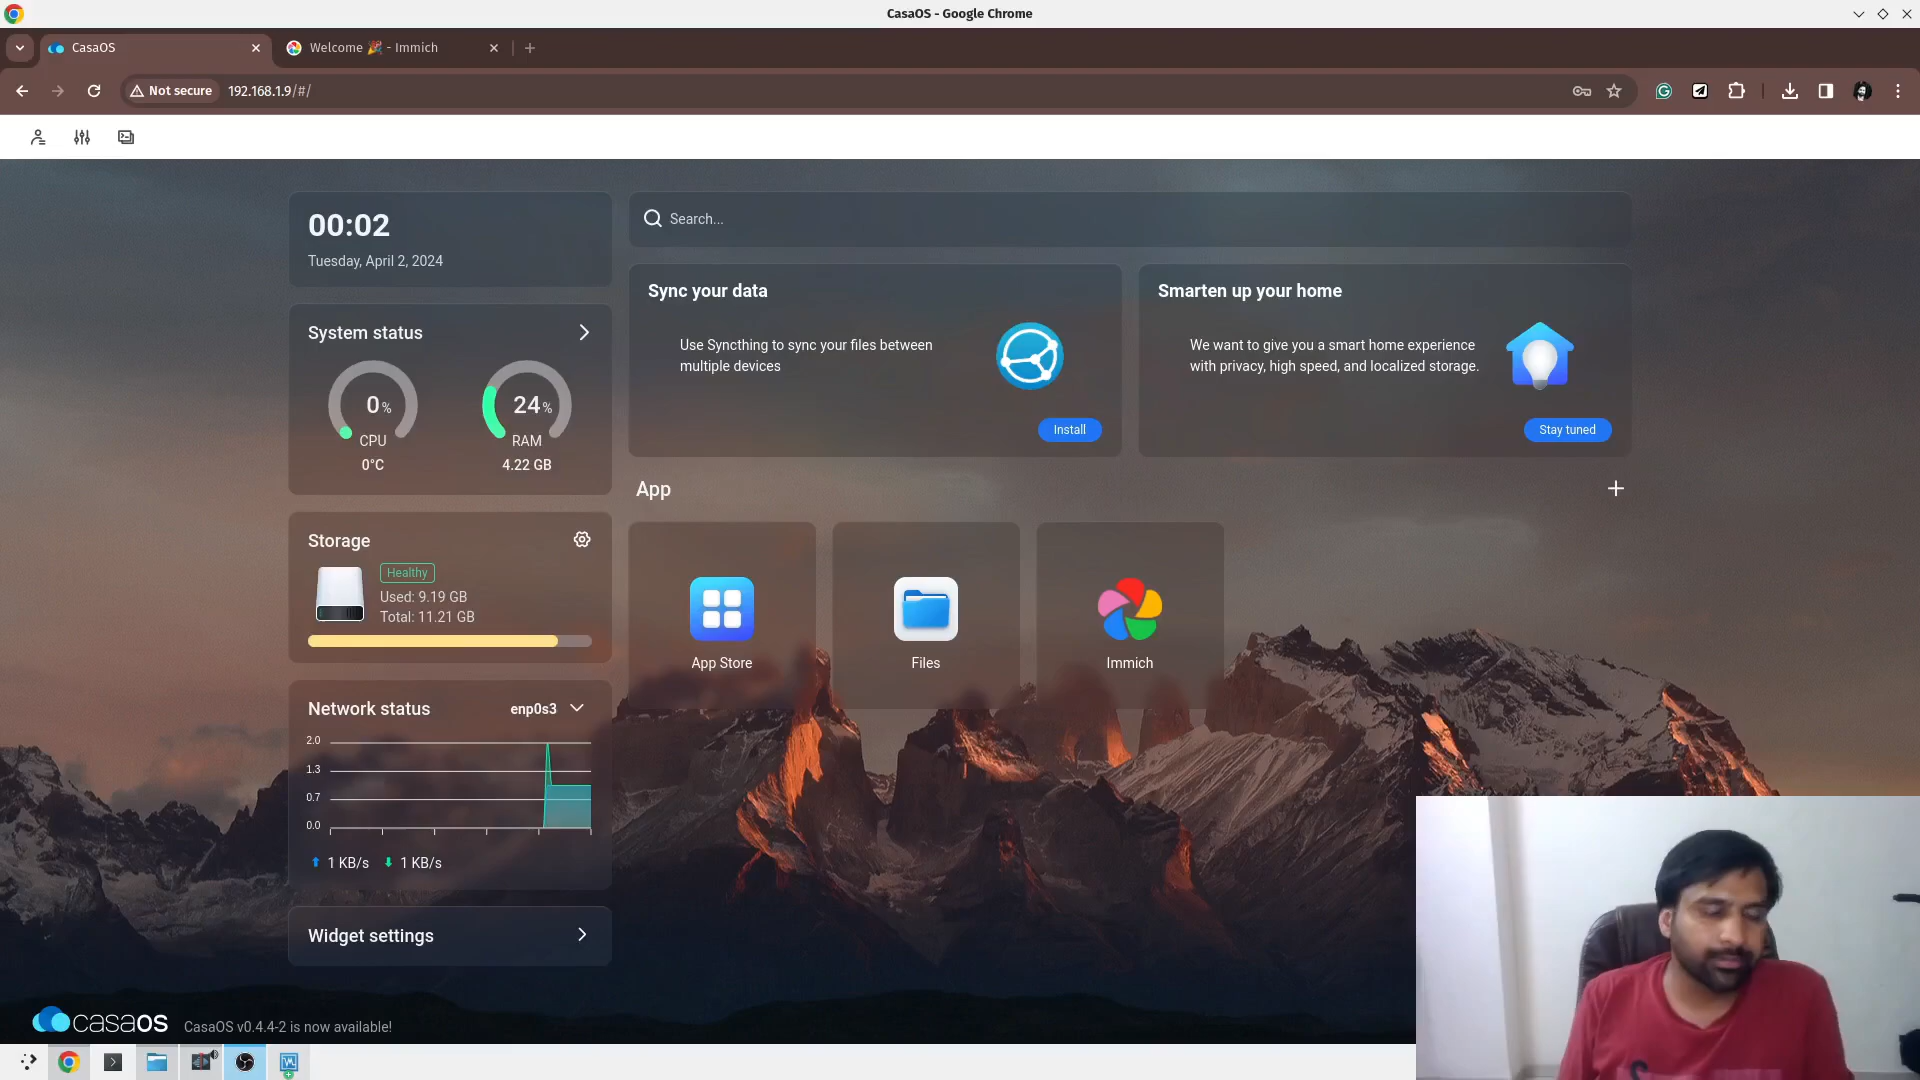 CasaOS - Google Chrome
CasaOS
Welcome 🎉 - Immich
Not secure
192.168.1.9/#/
00:02
Tuesday, April 2, 2024
Search...
Sync your data
Use Syncthing to sync your files between
multiple devices
Install
Smarten up your home
We want to give you a smart home experience
with privacy, high speed, and localized storage.
Stay tuned
System status
0%
CPU
0°C
24%
RAM
4.22 GB
App
App Store
Files
Immich
Storage
Healthy
Used: 9.19 GB
Total: 11.21 GB
Network status
enp0s3
2.0
1.3
0.7
0.0
1 KB/s
1 KB/s
Widget settings
casaos
CasaOS v0.4.4-2 is now available!